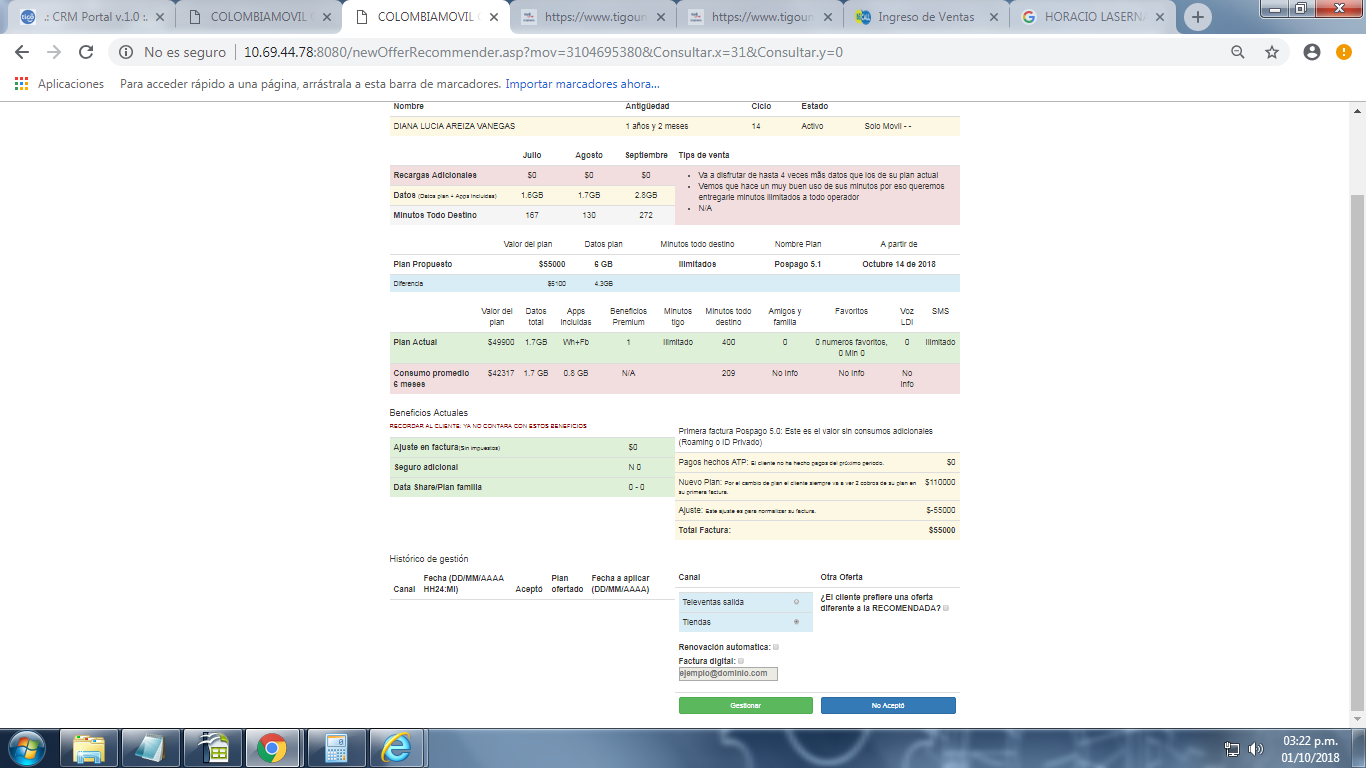 .: CRM Portal v.1.0 :.
COLOMBIAMOVIL
COLOMBIAMOVIL
https://www.tigoun
https://www.tigoun
Ingreso de Ventas
HORACIO LASERNA
No es seguro
10.69.44.78:8080/newOfferRecommender.asp?mov=3104695380&Consultar.x=31&Consultar.y=0
Aplicaciones
Para acceder rápido a una página, arrástrala a esta barra de marcadores.
Importar marcadores ahora...
Nombre Antigüedad Ciclo Estado
DIANA LUCIA AREIZA VANEGAS 1 años y 2 meses 14 Activo Solo Movil - -
Julio Agosto Septiembre
Recargas Adicionales $0 $0 $0
Datos (Datos plan + Apps incluidas) 1.6GB 1.7GB 2.8GB
Minutos Todo Destino 167 130 272
Tips de venta
Va a disfrutar de hasta 4 veces más datos que los de su plan actual
Vemos que hace un muy buen uso de sus minutos por eso queremos
entregarle minutos ilimitados a todo operador
N/A
Valor del plan Datos plan Minutos todo destino Nombre Plan A partir de
Plan Propuesto $55000 6 GB Ilimitados Pospago 5.1 Octubre 14 de 2018
Diferencia $5100 4.3GB
Valor del plan Datos total Apps incluidas Beneficios Premium Minutos tigo Minutos todo destino Amigos y familia Favoritos Voz LDI SMS
Plan Actual $49900 1.7GB Wh+Fb 1 Ilimitado 400 0 0 numeros favoritos, 0 Min 0 0 Ilimitado
Consumo promedio 6 meses $42317 1.7 GB 0.8 GB N/A 209 No Info No Info No Info
Beneficios Actuales
RECORDAR AL CLIENTE: YA NO CONTARA CON ESTOS BENEFICIOS
Ajuste en factura(Sin impuestos) $0
Seguro adicional N 0
Data Share/Plan familia 0 - 0
Primera factura Pospago 5.0: Este es el valor sin consumos adicionales
(Roaming o ID Privado)
Pagos hechos ATP: El cliente no ha hecho pagos del próximo periodo. $0
Nuevo Plan: Por el cambio de plan el cliente siempre va a ver 2 cobros de su plan en $110000
su primera factura.
Ajuste: Este ajuste es para normalizar su factura. $-55000
Total Factura: $55000
Histórico de gestión
Canal Fecha (DD/MM/AAAA HH24:MI) Aceptó Plan ofertado Fecha a aplicar (DD/MM/AAAA)
Canal
Televentas salida
Tiendas
Otra Oferta
¿El cliente prefiere una oferta
diferente a la RECOMENDADA?
Renovación automatica:
Factura digital:
ejemplo@dominio.com
Gestionar
No Aceptó
03:22 p.m.
01/10/2018